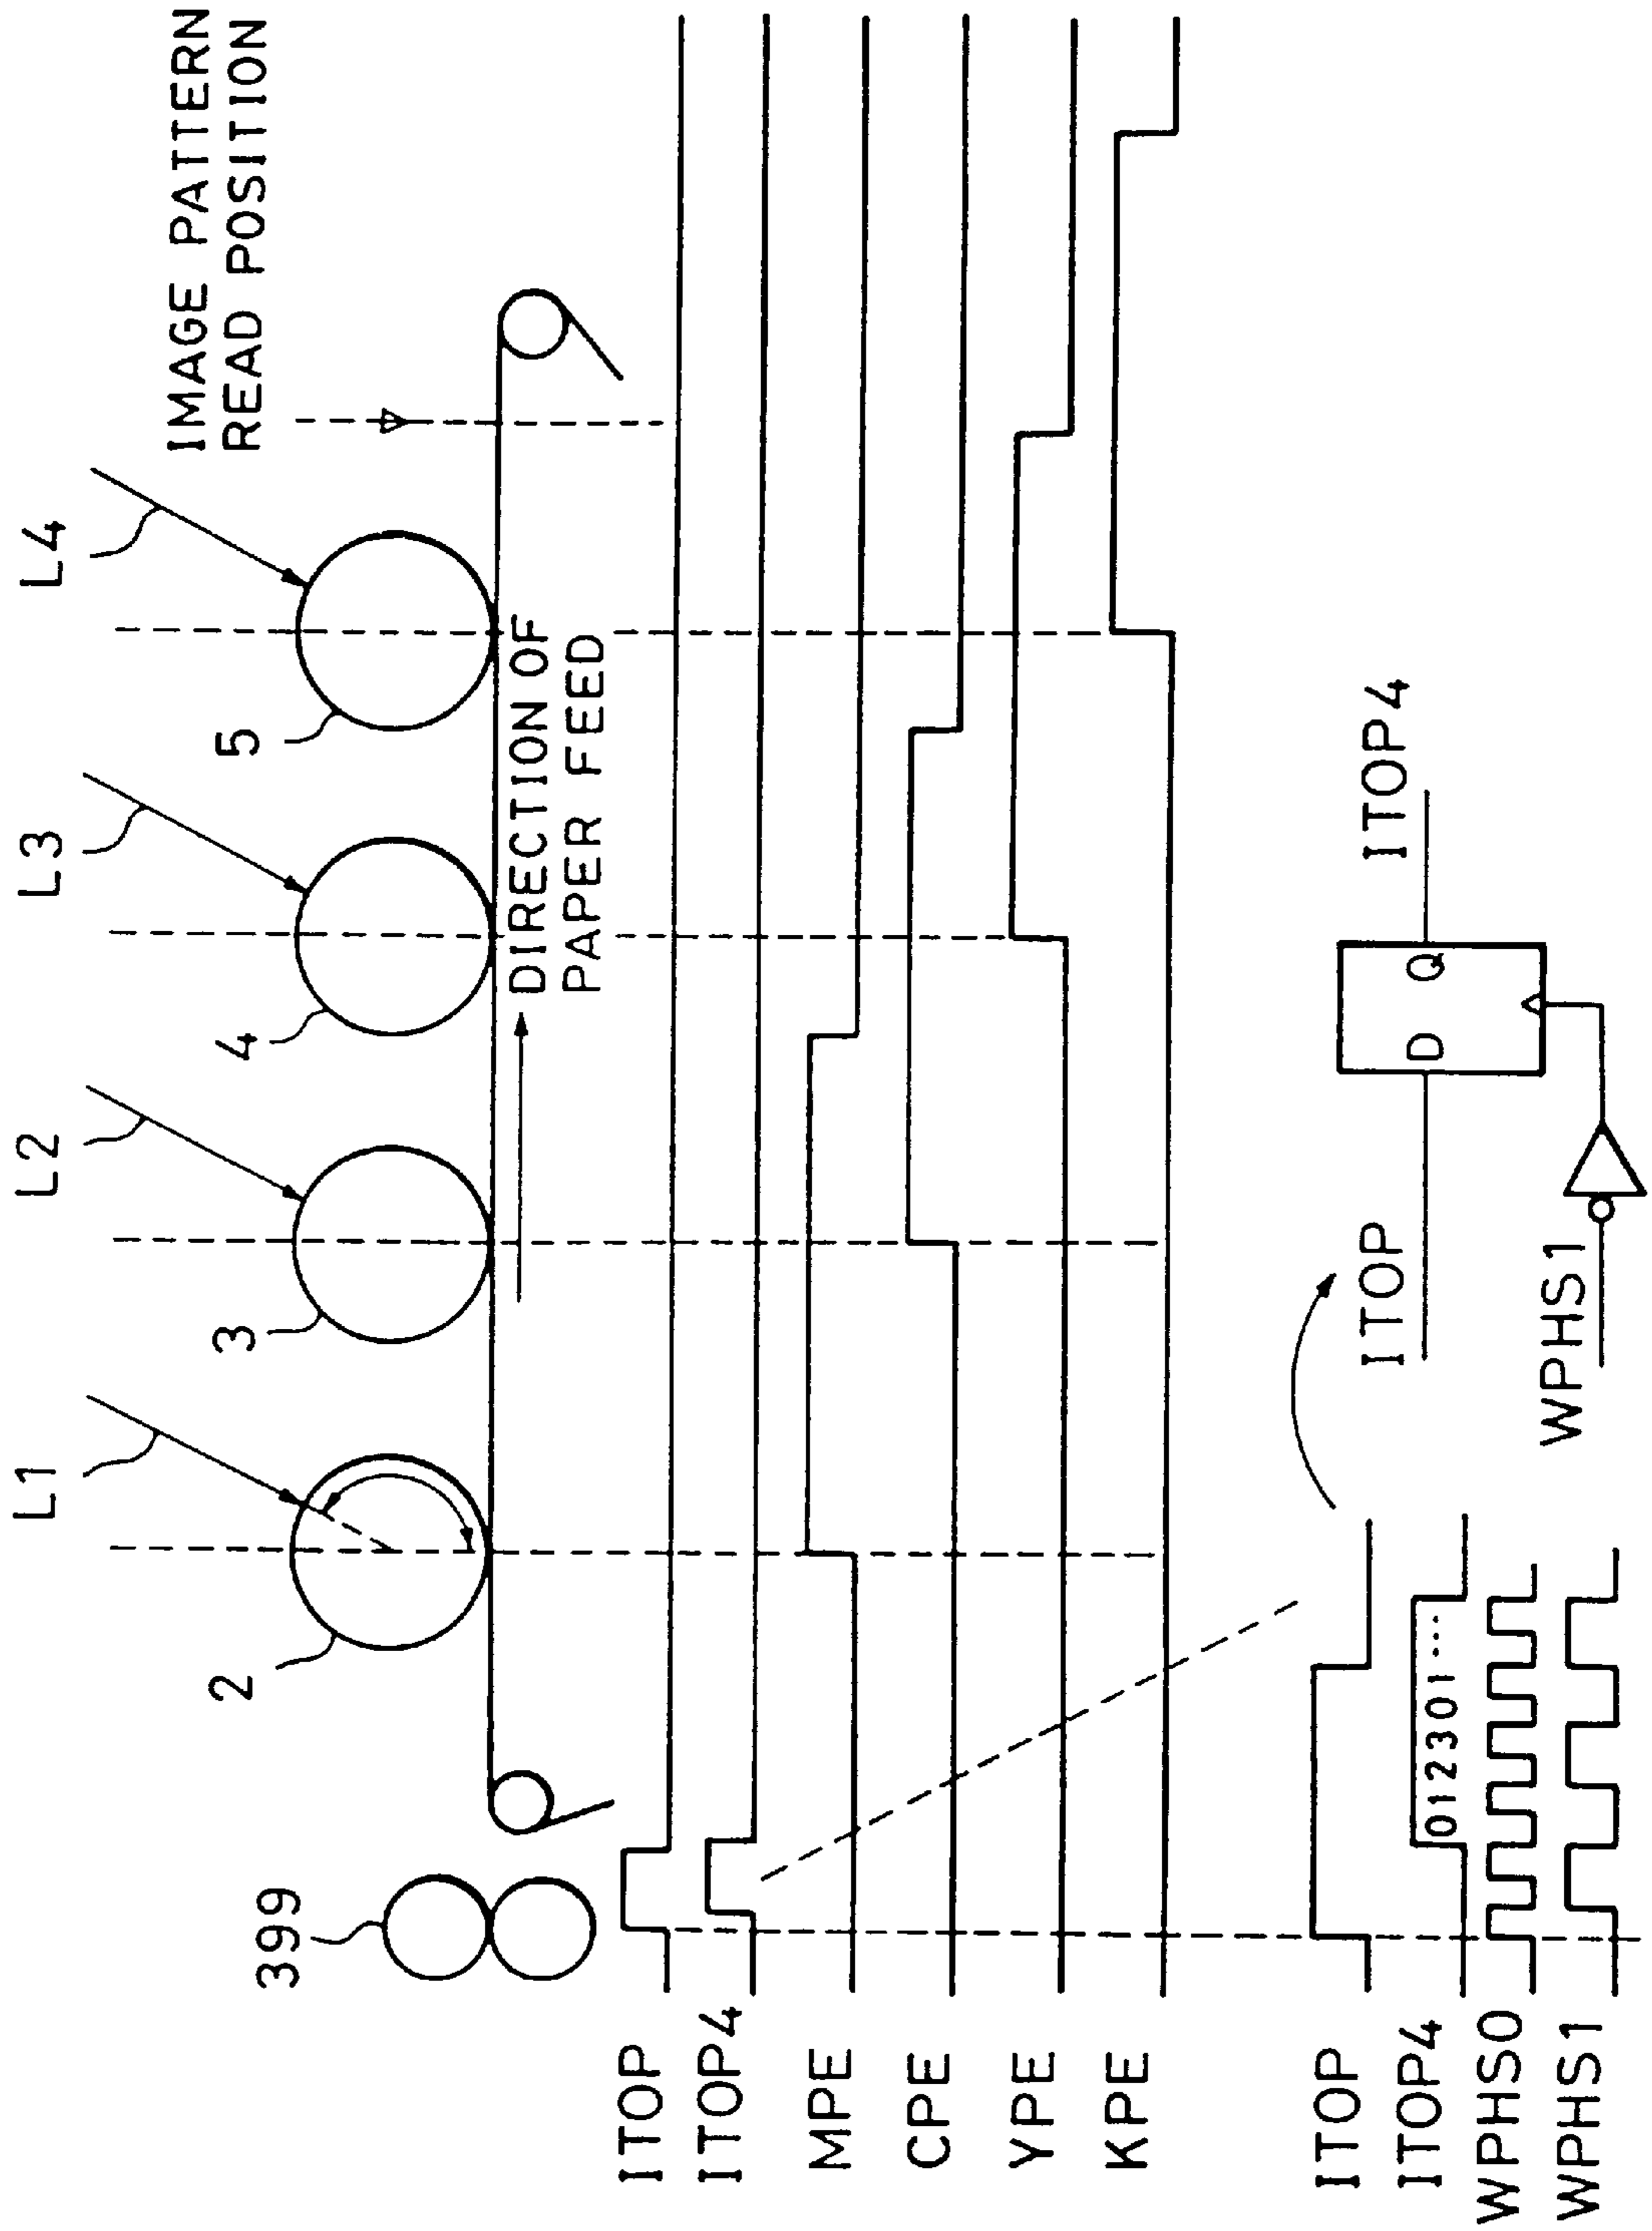 L1
L2
L3
L4
IMAGE PATTERN
READ POSITION
399
2
3
4
5
DIRECTION OF
PAPER FEED
ITOP
ITOP4
MPE
CPE
YPE
KPE
ITOP
ITOP4
012301····
WPHS0
WPHS1
ITOP
D Q
ITOP4
WPHS1